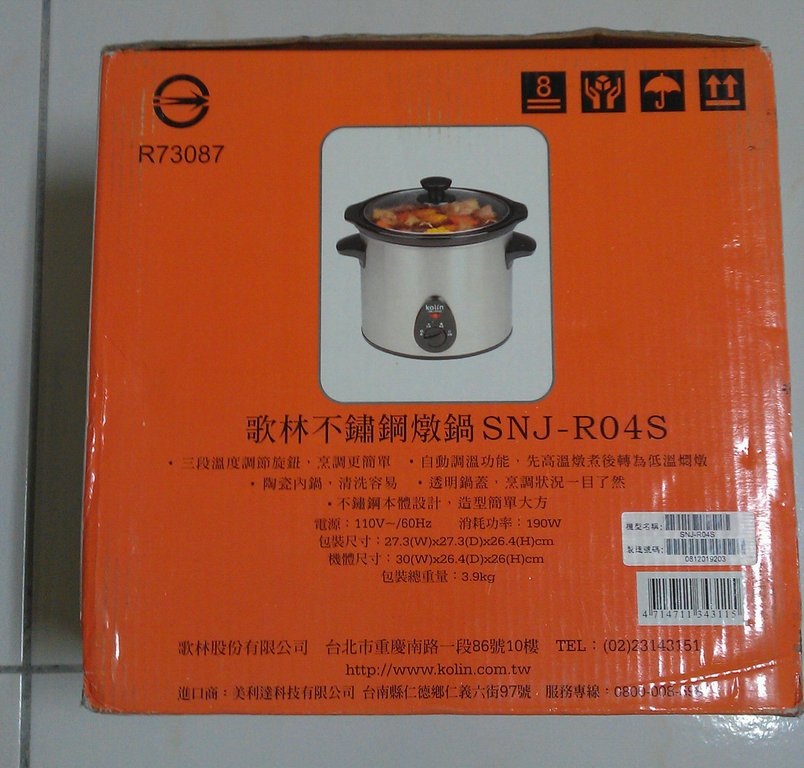 8
R73087
kolin
歌林不鏽鋼燉鍋 SNJ-R04S
・三段溫度調節旋鈕，烹調更簡單 ・自動調溫功能，先高溫燉煮後轉為低溫燜燉
・陶瓷內鍋，清洗容易 ・透明鍋蓋，烹調狀況一目了然
・不鏽鋼本體設計，造型簡單大方
電源：110V~/60Hz 消耗功率：190W
包裝尺寸：27.3(W)x27.3(D)x26.4(H)cm
機體尺寸：30(W)x26.4(D)x26(H)cm
包裝總重量：3.9kg
機型名稱：
SNJ-R04S
製造號碼：
0812019203
4 714711 343115
歌林股份有限公司 台北市重慶南路一段86號10樓 TEL：(02)23143151
http://www.kolin.com.tw
進口商：美利達科技有限公司 台南縣仁德鄉仁義六街97號 服務專線：